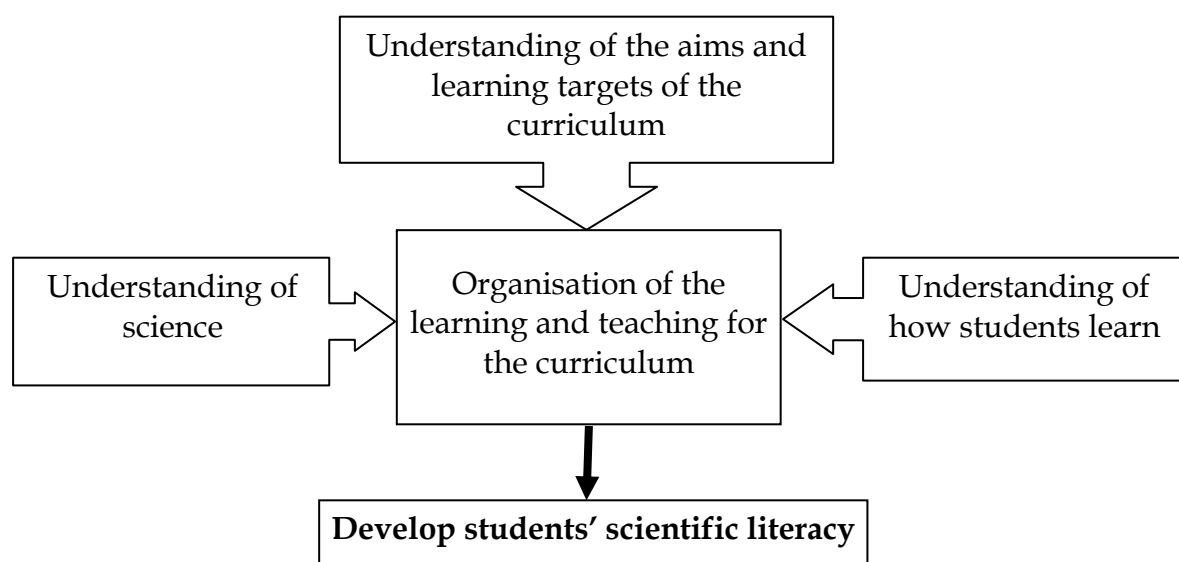 Understanding of the aims and
learning targets of the
curriculum
Understanding of
science
Organisation of the
learning and teaching for
the curriculum
Understanding of
how students learn
Develop students’ scientific literacy